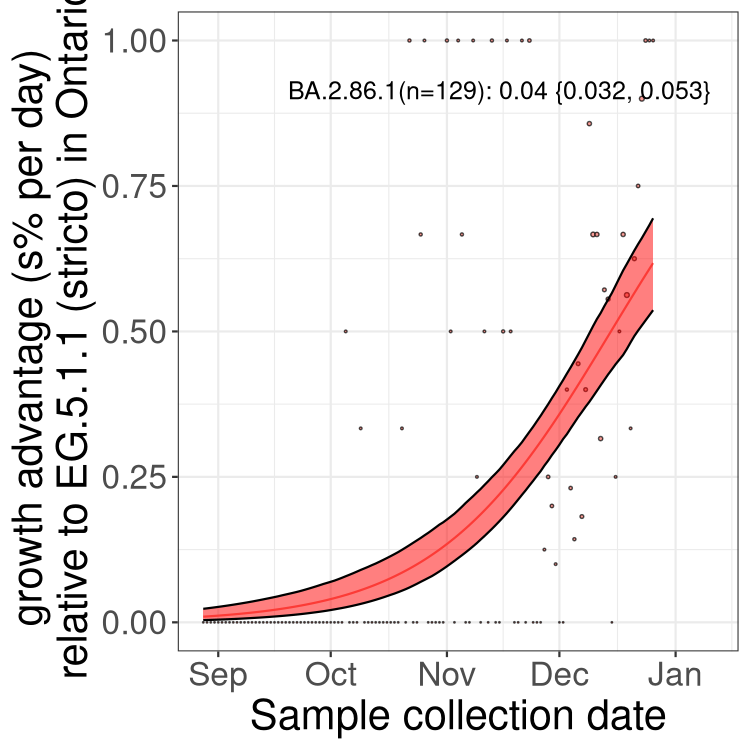 growth advantage (s% per day)
relative to EG.5.1.1 (stricto) in Ontario
1.00
0.75
0.50
0.25
0.00
BA.2.86.1(n=129): 0.04 {0.032, 0.053}
Sep Oct Nov Dec Jan
Sample collection date